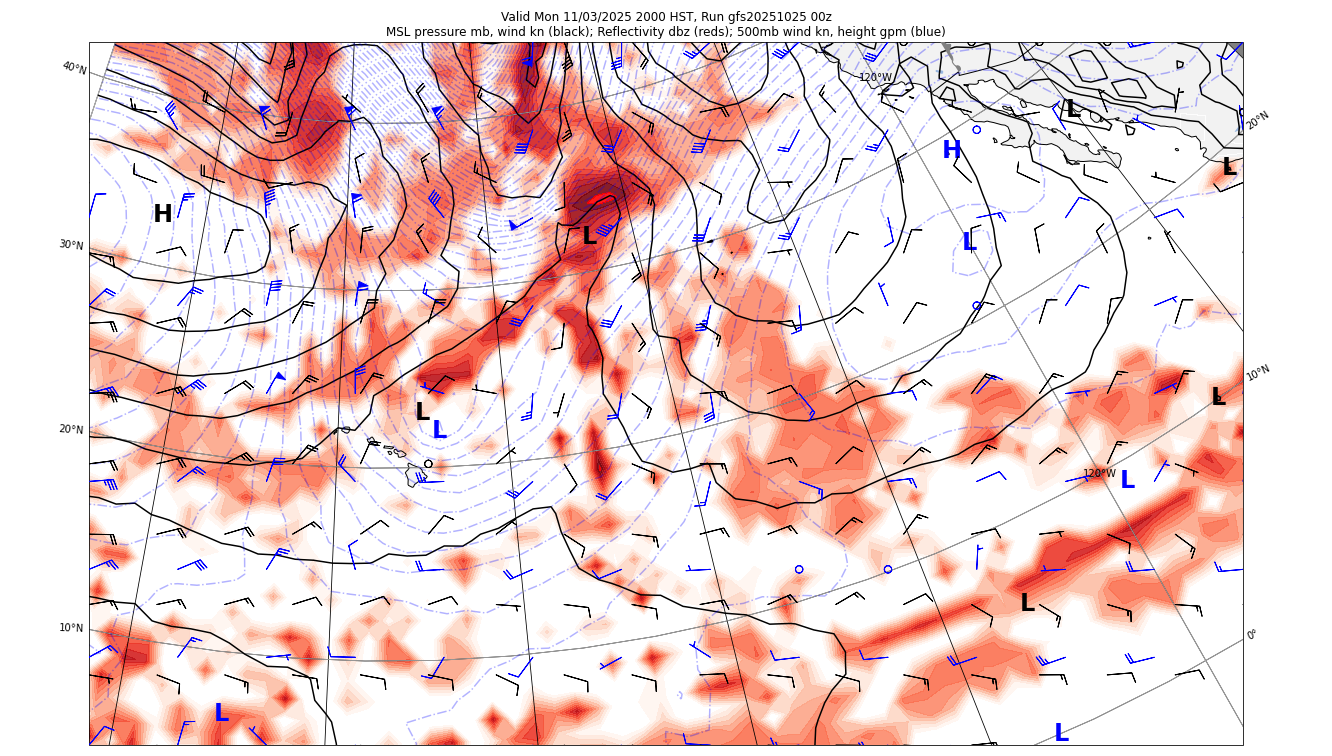 Valid Mon 11/03/2025 2000 HST, Run gfs20251025 00z
MSL pressure mb, wind kn (black); Reflectivity dbz (reds); 500mb wind kn, height gpm (blue)
40°N
120°W
L
20°N
H
L
H
L
L
30°N
10°N
L
L
L
20°N
120°W
L
L
10°N
0°
L
L